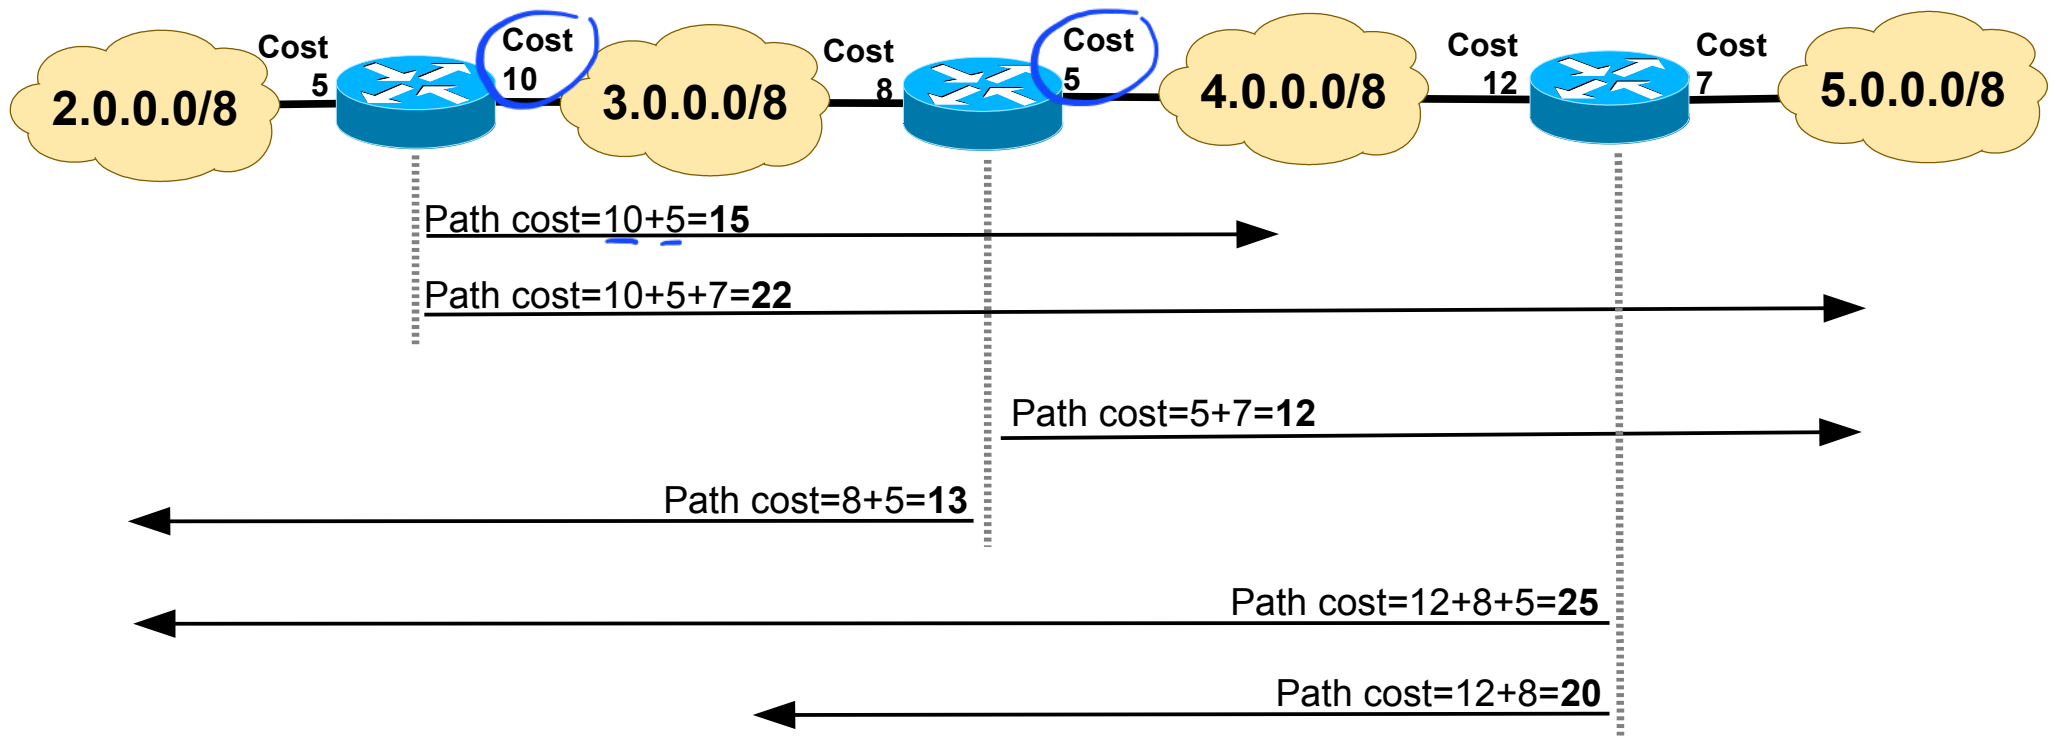 Cost
5
Cost
10
Cost
8
Cost
5
Cost
12
Cost
7
2.0.0.0/8
3.0.0.0/8
4.0.0.0/8
5.0.0.0/8
Path cost=10+5=15
Path cost=10+5+7=22
Path cost=5+7=12
Path cost=8+5=13
Path cost=12+8+5=25
Path cost=12+8=20